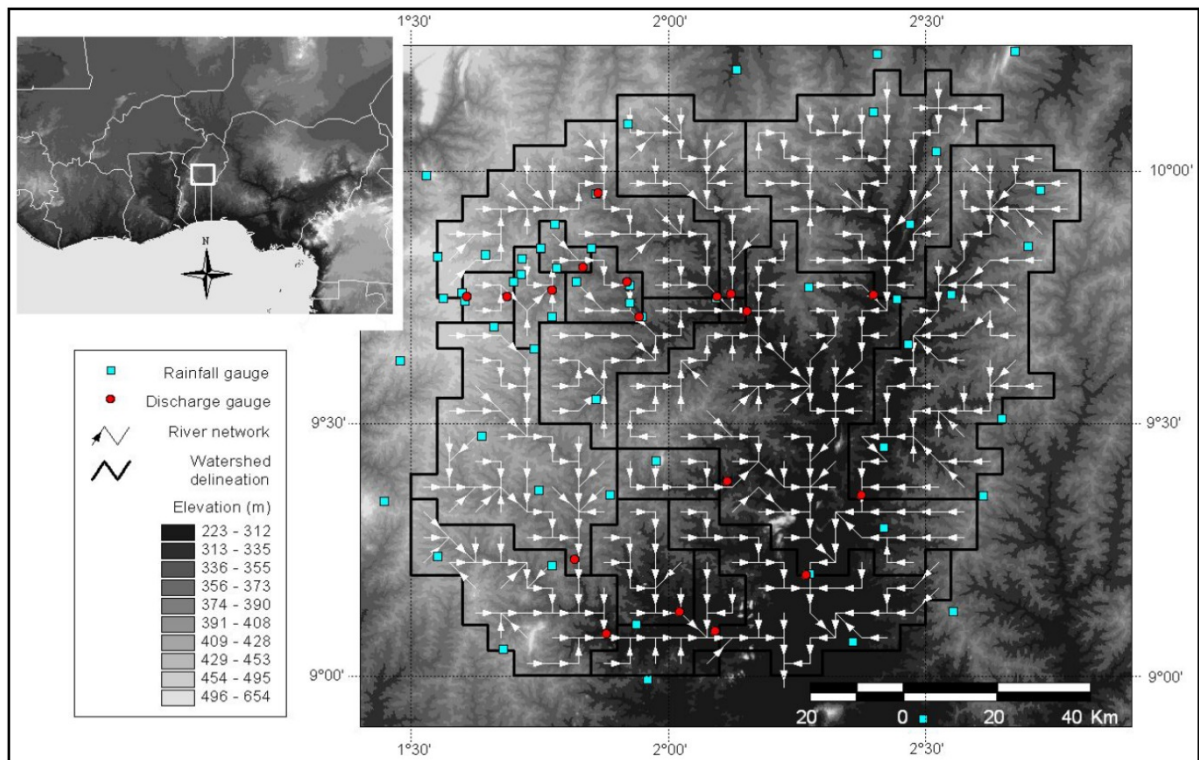 1°30' 2°00' 2°30'
N
10°00'
9°30' 9°30'
9°00' 9°00'
Rainfall gauge
Discharge gauge
River network
Watershed
delineation
Elevation (m)
223 - 312
313 - 335
336 - 355
356 - 373
374 - 390
391 - 408
409 - 428
429 - 453
454 - 495
496 - 654
20 0 20 40 Km
1°30' 2°00' 2°30'